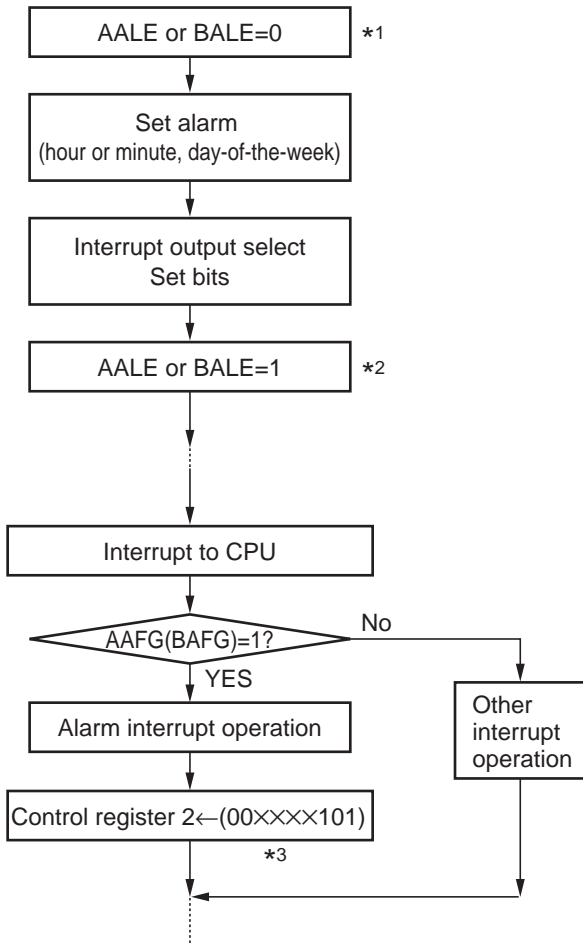 AALE or BALE=0
*1
Set alarm
(hour or minute, day-of-the-week)
Interrupt output select
Set bits
AALE or BALE=1
*2
Interrupt to CPU
AAFG(BAFG)=1?
No
YES
Alarm interrupt operation
Other
interrupt
operation
Control register 2←(00××××101)
*3